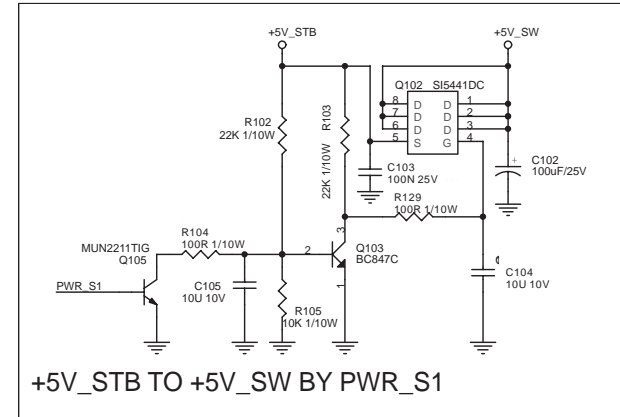 +5V_STB
+5V_SW
Q102 SI5441DC
R102
22K 1/10W
R103
22K 1/10W
8 D D 1
7 D D 2
6 D D 3
5 S G 4
C103
100N 25V
+
C102
100uF/25V
R129
100R 1/10W
MUN2211TIG
Q105
R104
100R 1/10W
3
2
1
Q103
BC847C
PWR_S1
C105
10U 10V
R105
10K 1/10W
C104
10U 10V
+5V_STB TO +5V_SW BY PWR_S1